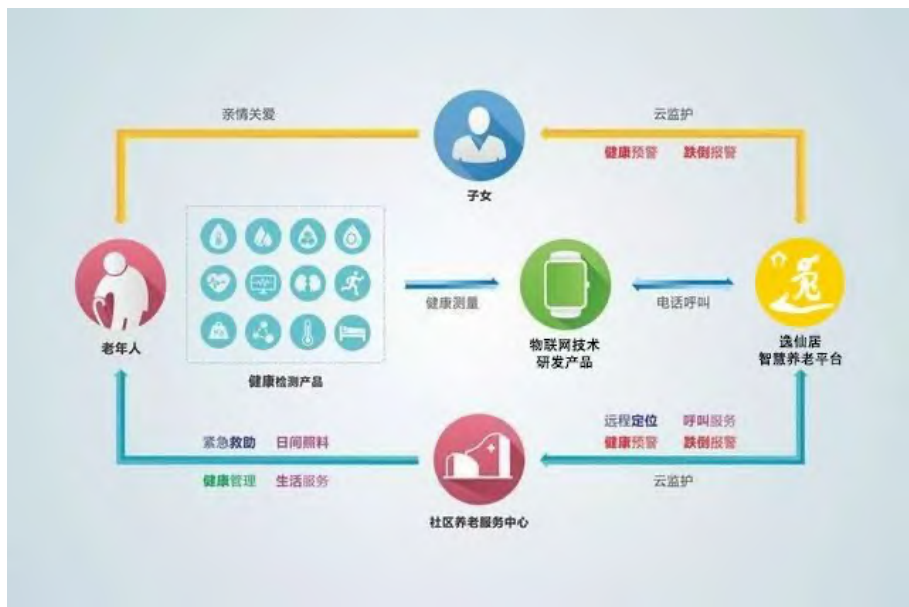 亲情关爱
云监护
健康预警 跌倒报警
子女
健康测量
电话呼叫
老年人
健康检测产品
物联网技术
研发产品
逸仙居
智慧养老平台
紧急救助 日间照料
健康管理 生活服务
远程定位 呼叫服务
健康预警 跌倒报警
云监护
社区养老服务中心